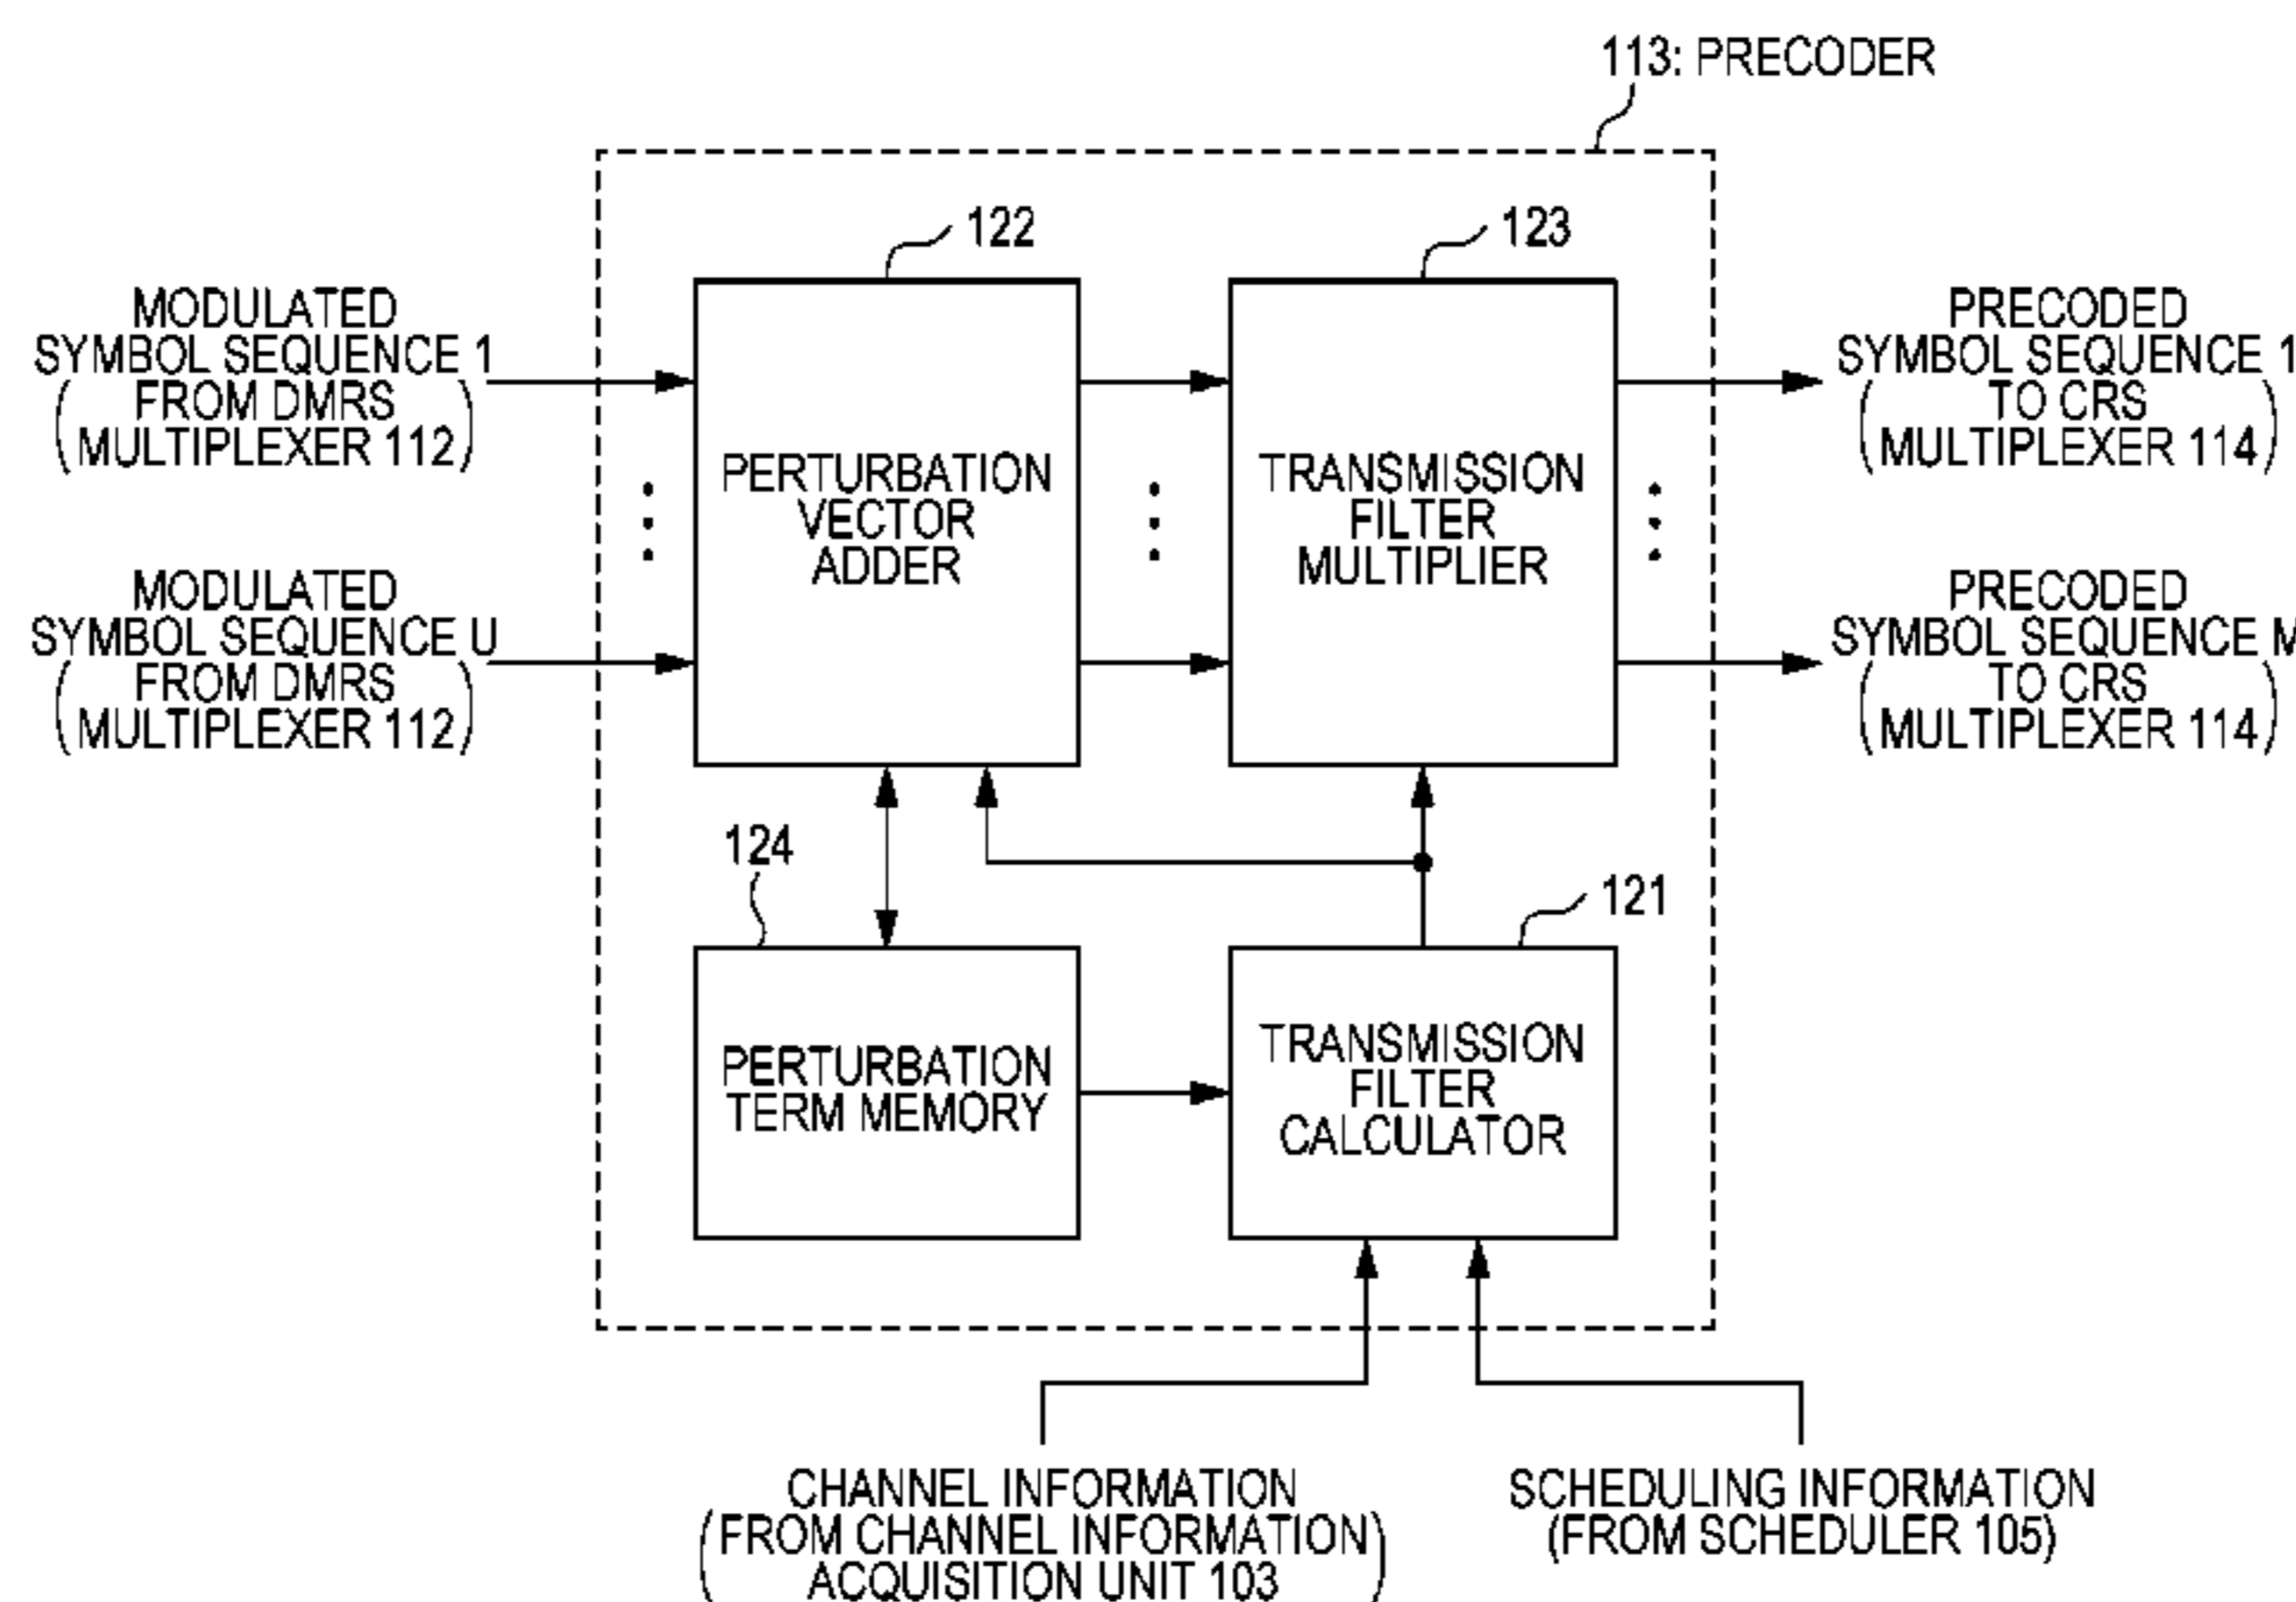 113: PRECODER
122
123
MODULATED
SYMBOL SEQUENCE 1
(FROM DMRS
MULTIPLEXER 112)
MODULATED
SYMBOL SEQUENCE U
(FROM DMRS
MULTIPLEXER 112)
PERTURBATION
VECTOR
ADDER
TRANSMISSION
FILTER
MULTIPLIER
PRECODED
SYMBOL SEQUENCE 1
(TO CRS
MULTIPLEXER 114)
PRECODED
SYMBOL SEQUENCE M
(TO CRS
MULTIPLEXER 114)
124
121
PERTURBATION
TERM MEMORY
TRANSMISSION
FILTER
CALCULATOR
CHANNEL INFORMATION
(FROM CHANNEL INFORMATION
ACQUISITION UNIT 103)
SCHEDULING INFORMATION
(FROM SCHEDULER 105)